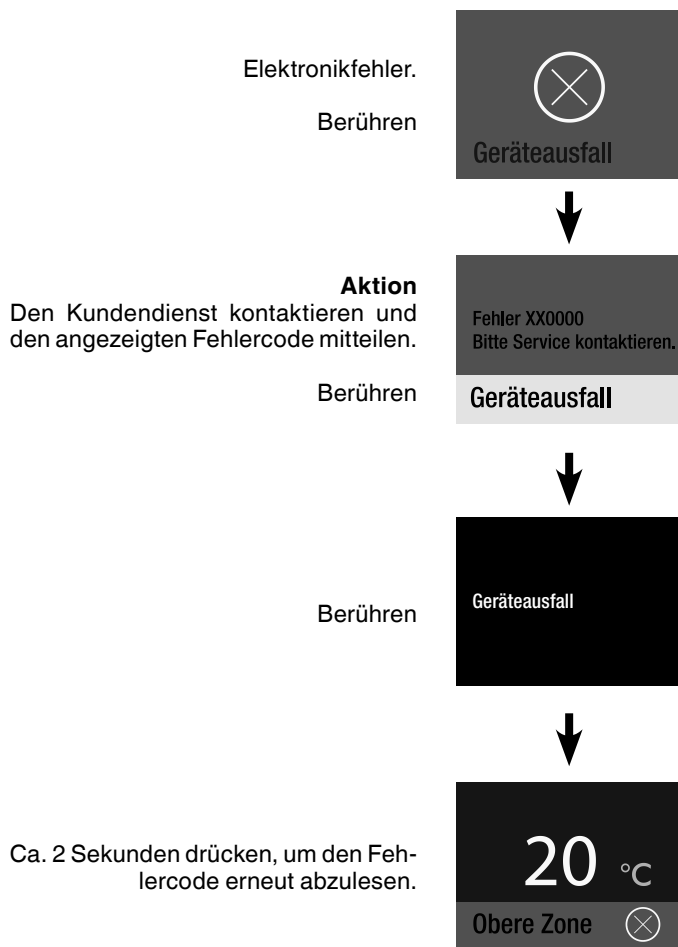 Elektronikfehler.
Berühren
Geräteausfall
Aktion
Den Kundendienst kontaktieren und
den angezeigten Fehlercode mitteilen.
Berühren
Fehler XX0000
Bitte Service kontaktieren.
Geräteausfall
Berühren
Geräteausfall
Ca. 2 Sekunden drücken, um den Feh-
lercode erneut abzulesen.
20 °C
Obere Zone